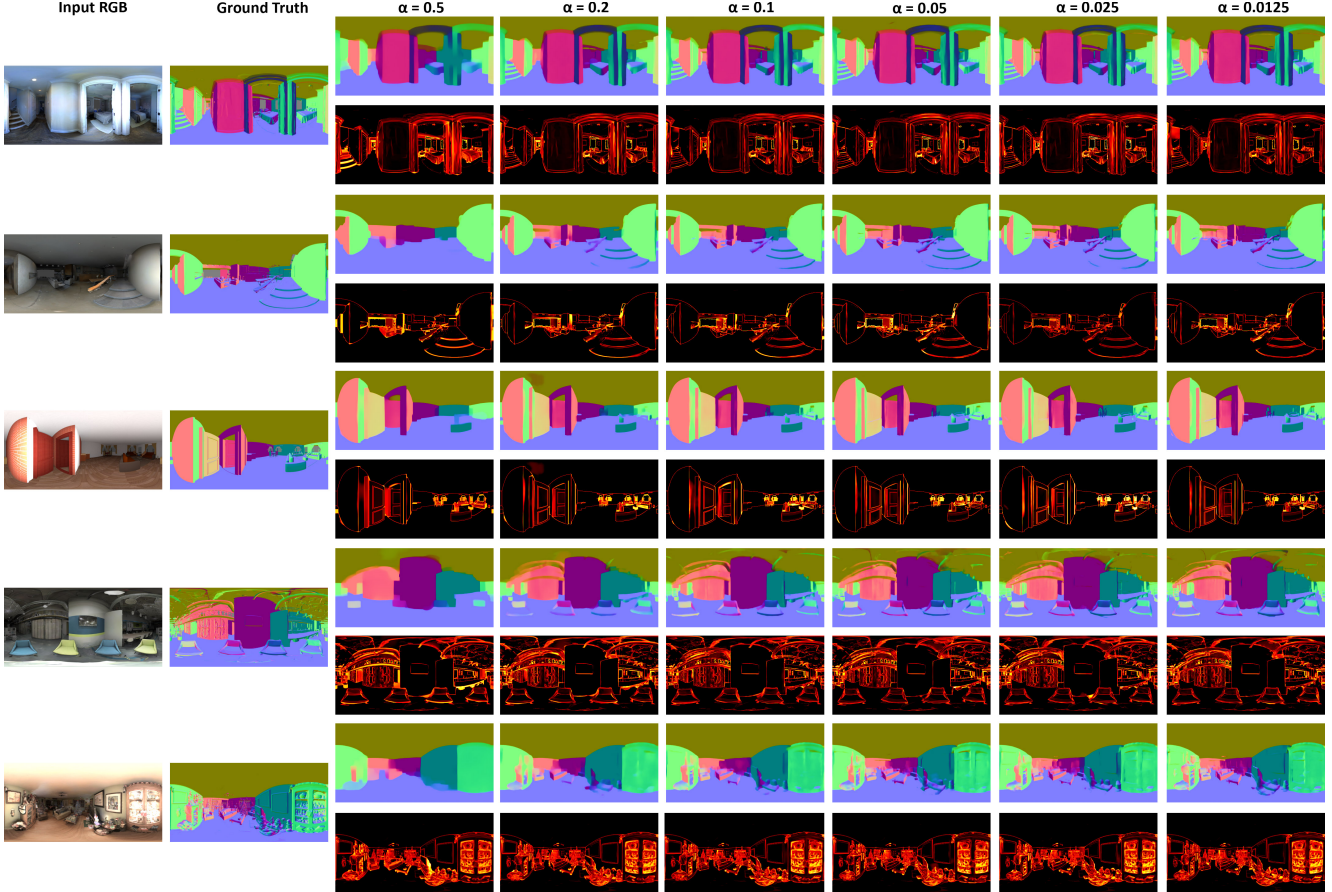 Input RGB
Ground Truth
α = 0.5
α = 0.2
α = 0.1
α = 0.05
α = 0.025
α = 0.0125